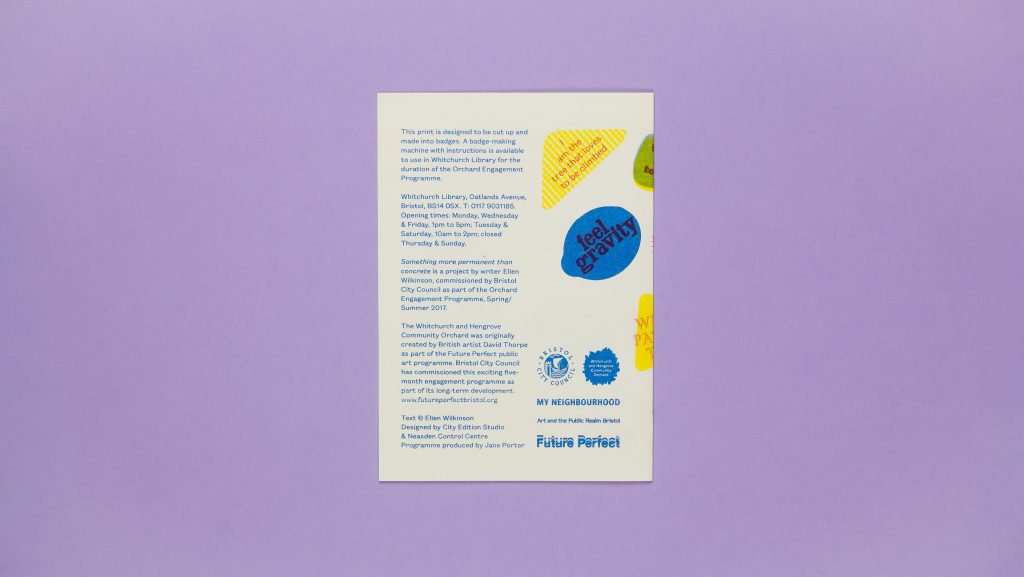 This print is designed to be cut up and
made into badges. A badge-making
machine with instructions is available
to use in Whitchurch Library for the
duration of the Orchard Engagement
Programme.
Whitchurch Library, Oatlands Avenue,
Bristol, BS14 0SX. T: 0117 9031185.
Opening times: Monday, Wednesday
& Friday, 1pm to 5pm; Tuesday &
Saturday, 10am to 2pm; closed
Thursday & Sunday.
Something more permanent than
concrete is a project by writer Ellen
Wilkinson, commissioned by Bristol
City Council as part of the Orchard
Engagement Programme, Spring/
Summer 2017.
The Whitchurch and Hengrove
Community Orchard was originally
created by British artist David Thorpe
as part of the Future Perfect public
art programme. Bristol City Council
has commissioned this exciting five-
month engagement programme as
part of its long-term development.
www.futureperfectbristol.org
Text © Ellen Wilkinson
Designed by City Edition Studio
& Neasden Control Centre
Programme produced by Jane Porter
am the
tree that loves
to be climbed
feel
gravity
BRISTOL
CITY COUNCIL
Whitchurch
and Hengrove
Community
Orchard
MY NEIGHBOURHOOD
Art and the Public Realm Bristol
Future Perfect